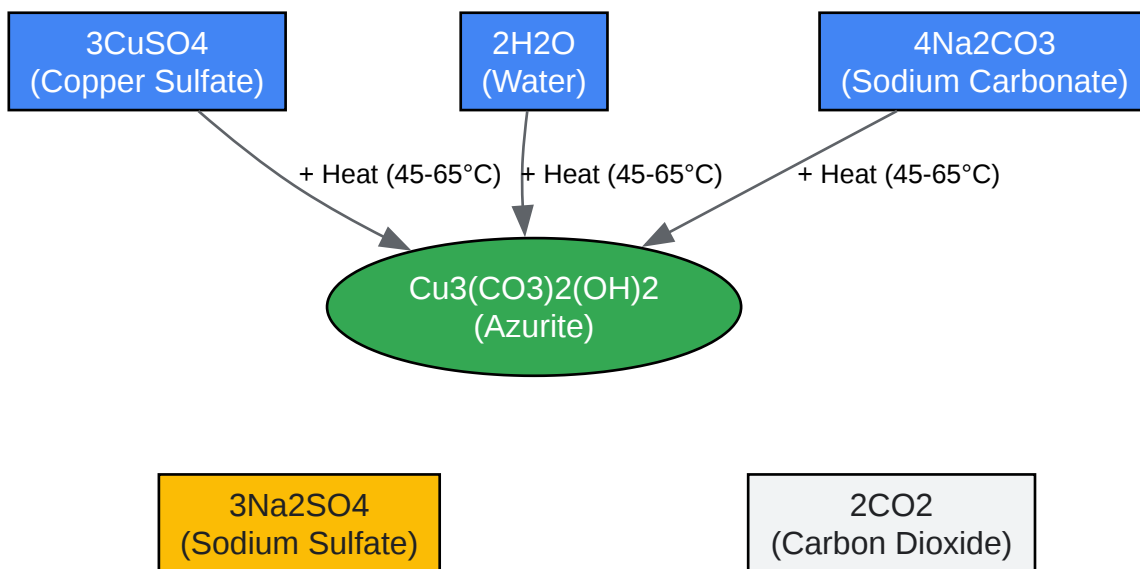 3CuSO4
(Copper Sulfate)
2H2O
(Water)
4Na2CO3
(Sodium Carbonate)
+ Heat (45-65°C)
+ Heat (45-65°C)
+ Heat (45-65°C)
Cu3(CO3)2(OH)2
(Azurite)
3Na2SO4
(Sodium Sulfate)
2CO2
(Carbon Dioxide)